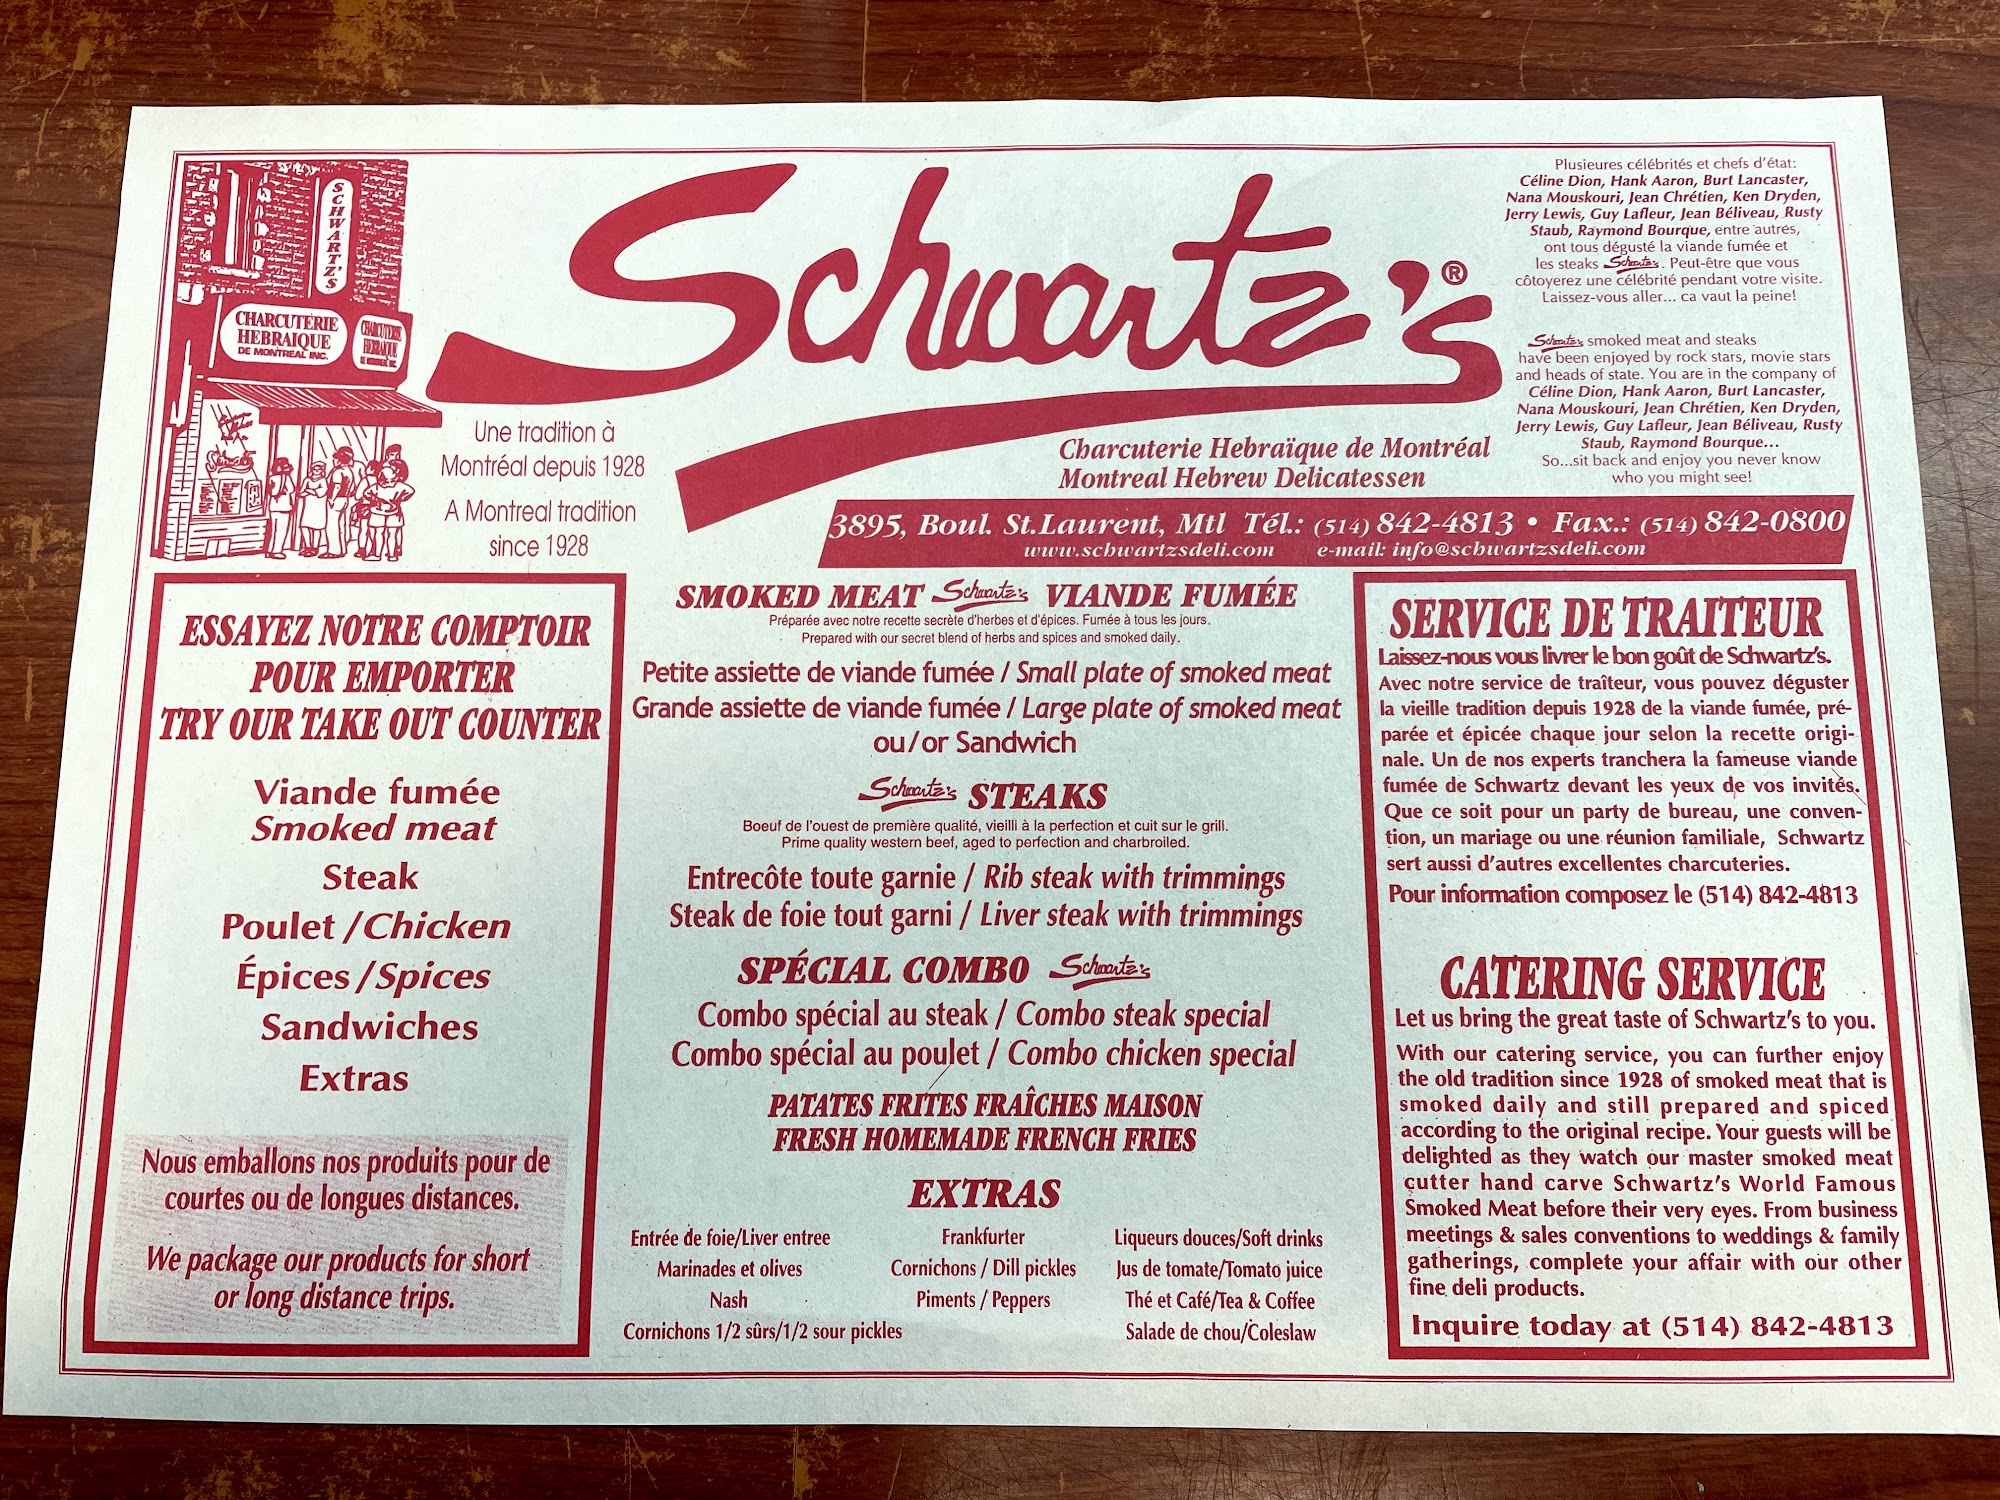 SCHWARTZ'S
CHARCUTERIE
HEBRAIQUE
DE MONTREAL INC.
CHARCUTERIE
HEBRAIQUE
DE MONTREAL INC.
Schwartz's®
Une tradition à
Montréal depuis 1928
A Montreal tradition
since 1928
Charcuterie Hebraïque de Montréal
Montreal Hebrew Delicatessen
3895, Boul. St.Laurent, Mtl Tél.: (514) 842-4813 • Fax.: (514) 842-0800
www.schwartzsdeli.com e-mail: info@schwartzsdeli.com
Plusieures célébrités et chefs d'état:
Céline Dion, Hank Aaron, Burt Lancaster,
Nana Mouskouri, Jean Chrétien, Ken Dryden,
Jerry Lewis, Guy Lafleur, Jean Béliveau, Rusty
Staub, Raymond Bourque, entre autres,
ont tous dégusté la viande fumée et
les steaks Schwartz's. Peut-être que vous
côtoyerez une célébrité pendant votre visite.
Laissez-vous aller... ca vaut la peine!
Schwartz's smoked meat and steaks
have been enjoyed by rock stars, movie stars
and heads of state. You are in the company of
Céline Dion, Hank Aaron, Burt Lancaster,
Nana Mouskouri, Jean Chrétien, Ken Dryden,
Jerry Lewis, Guy Lafleur, Jean Béliveau, Rusty
Staub, Raymond Bourque...
So...sit back and enjoy you never know
who you might see!
ESSAYEZ NOTRE COMPTOIR
POUR EMPORTER
TRY OUR TAKE OUT COUNTER
Viande fumée
Smoked meat
Steak
Poulet / Chicken
Épices / Spices
Sandwiches
Extras
Nous emballons nos produits pour de
courtes ou de longues distances.
We package our products for short
or long distance trips.
SMOKED MEAT Schwartz's VIANDE FUMÉE
Préparée avec notre recette secrète d'herbes et d'épices. Fumée à tous les jours.
Prepared with our secret blend of herbs and spices and smoked daily.
Petite assiette de viande fumée / Small plate of smoked meat
Grande assiette de viande fumée / Large plate of smoked meat
ou/or Sandwich
Schwartz's STEAKS
Boeuf de l'ouest de première qualité, vieilli à la perfection et cuit sur le grill.
Prime quality western beef, aged to perfection and charbroiled.
Entrecôte toute garnie / Rib steak with trimmings
Steak de foie tout garni / Liver steak with trimmings
SPÉCIAL COMBO Schwartz's
Combo spécial au steak / Combo steak special
Combo spécial au poulet / Combo chicken special
PATATES FRITES FRAÎCHES MAISON
FRESH HOMEMADE FRENCH FRIES
EXTRAS
Entrée de foie/Liver entree
Marinades et olives
Nash
Cornichons 1/2 sûrs/1/2 sour pickles
Frankfurter
Cornichons / Dill pickles
Piments / Peppers
Liqueurs douces/Soft drinks
Jus de tomate/Tomato juice
Thé et Café/Tea & Coffee
Salade de chou/Coleslaw
SERVICE DE TRAITEUR
Laissez-nous vous livrer le bon goût de Schwartz's.
Avec notre service de traîteur, vous pouvez déguster
la vieille tradition depuis 1928 de la viande fumée, pré-
parée et épicée chaque jour selon la recette origi-
nale. Un de nos experts tranchera la fameuse viande
fumée de Schwartz devant les yeux de vos invités.
Que ce soit pour un party de bureau, une conven-
tion, un mariage ou une réunion familiale, Schwartz
sert aussi d'autres excellentes charcuteries.
Pour information composez le (514) 842-4813
CATERING SERVICE
Let us bring the great taste of Schwartz's to you.
With our catering service, you can further enjoy
the old tradition since 1928 of smoked meat that is
smoked daily and still prepared and spiced
according to the original recipe. Your guests will be
delighted as they watch our master smoked meat
cutter hand carve Schwartz's World Famous
Smoked Meat before their very eyes. From business
meetings & sales conventions to weddings & family
gatherings, complete your affair with our other
fine deli products.
Inquire today at (514) 842-4813